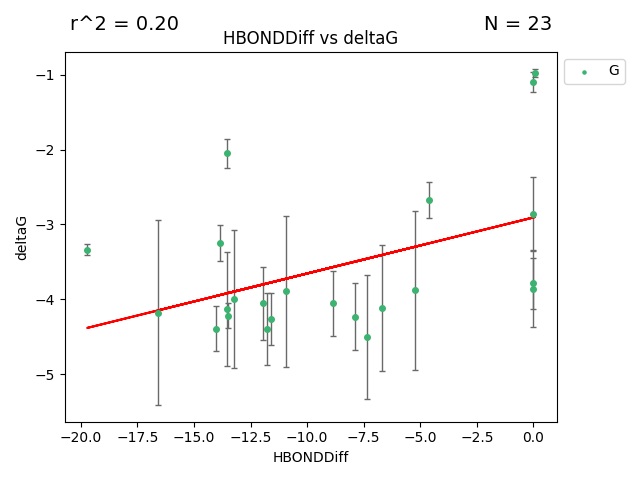 r^2 = 0.20
N = 23
HBONDDiff vs deltaG
G
−1
−2
−3
−4
−5
deltaG
−20.0 −17.5 −15.0 −12.5 −10.0 −7.5 −5.0 −2.5 0.0
HBONDDiff